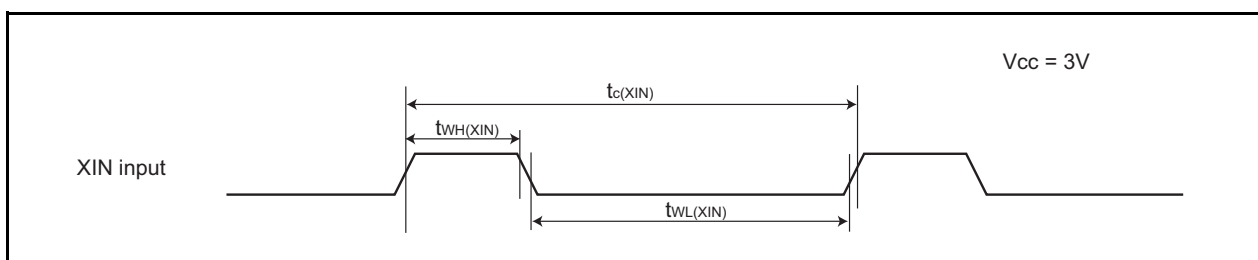 Vcc = 3V
tc(XIN)
tWH(XIN)
XIN input
tWL(XIN)